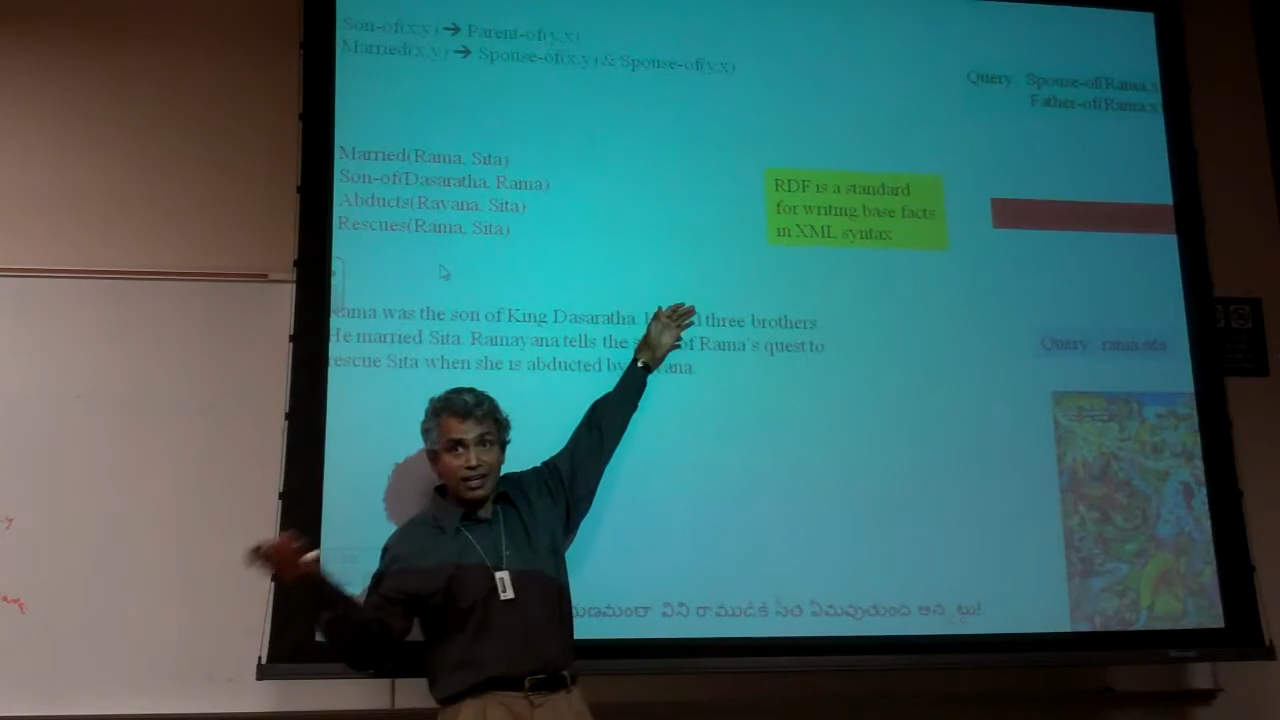 Son-of(x,y) → Parent-of(y,x)
Married(x,y) → Spouse-of(x,y) & Spouse-of(y,x)
Query Spouse-of(Rama,
Father-of(Rama,
Married(Rama, Sita)
Son-of(Dasaratha, Rama)
Abducts(Ravana, Sita)
Rescues(Rama, Sita)
RDF is a standard
for writing base facts
in XML syntax
ama was the son of King Dasaratha. three brothers
He married Sita. Ramayana tells the of Rama's quest to
rescue Sita when she is abducted by
Query rama sita
విని రాముడికి సీత ఏమవుతుంది